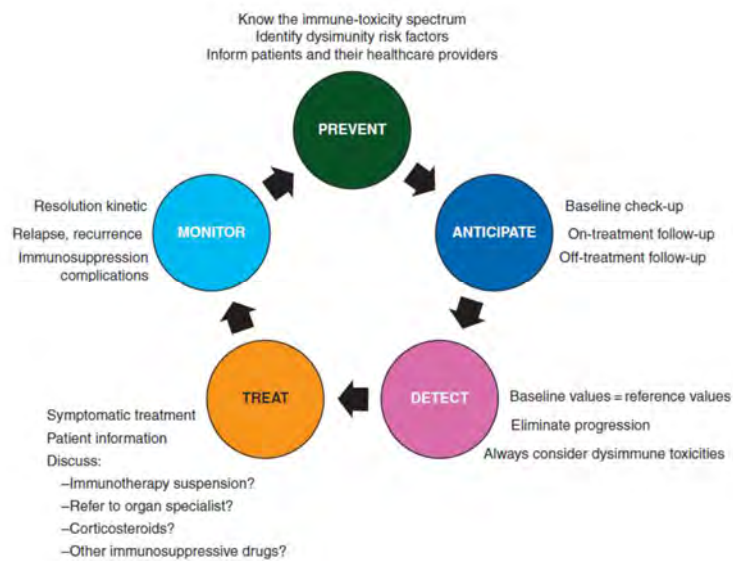 Know the immune-toxicity spectrum
Identify dysimunity risk factors
Inform patients and their healthcare providers
PREVENT
ANTICIPATE
Baseline check-up
On-treatment follow-up
Off-treatment follow-up
DETECT
Baseline values = reference values
Eliminate progression
Always consider dysimmune toxicities
TREAT
Symptomatic treatment
Patient information
Discuss:
–Immunotherapy suspension?
–Refer to organ specialist?
–Corticosteroids?
–Other immunosuppressive drugs?
MONITOR
Resolution kinetic
Relapse, recurrence
Immunosuppression
complications